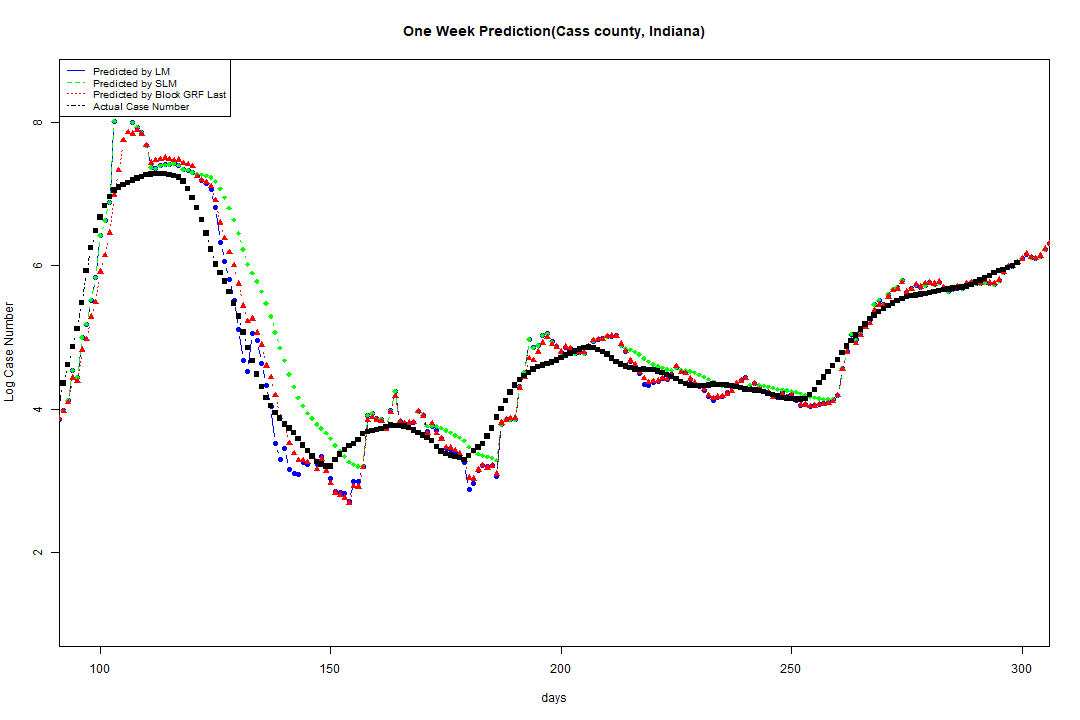 One Week Prediction(Cass county, Indiana)
Predicted by LM
Predicted by SLM
Predicted by Block GRF Last
Actual Case Number
8
6
4
2
Log Case Number
100 150 200 250 300
days